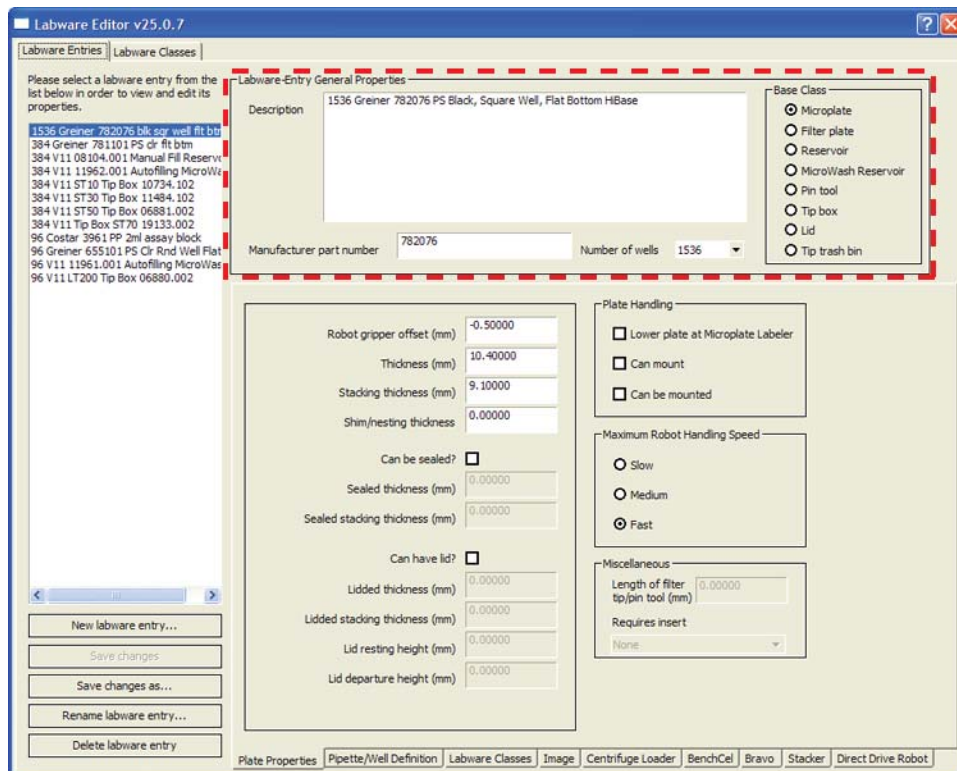 Labware Editor v25.0.7
Labware Entries
Labware Classes
Please select a labware entry from the
list below in order to view and edit its
properties.
1536 Greiner 782076 blk sqr well flt btm
384 Greiner 781101 PS clr flt btm
384 V11 08104.001 Manual Fill
384 V11 11962.001 Autofilling
384 V11 ST10 Tip Box 10734.102
384 V11 ST30 Tip Box 11484.102
384 V11 ST50 Tip Box 06881.002
384 V11 Tip Box ST70 19133.002
96 Costar 3961 PP 2ml assay block
96 Greiner 655101 PS Clr Rnd Well Flat
96 V11 11961.001 Autofilling
96 V11 LT200 Tip Box 06880.002
New labware entry...
Save changes
Save changes as...
Rename labware entry...
Delete labware entry
Labware-Entry General Properties
Description
1536 Greiner 782076 PS Black, Square Well, Flat Bottom HiBase
Manufacturer part number
782076
Number of wells
1536
Base Class
Microplate
Filter plate
Reservoir
MicroWash Reservoir
Pin tool
Tip box
Lid
Tip trash bin
Robot gripper offset (mm)
-0.50000
Thickness (mm)
10.40000
Stacking thickness (mm)
9.10000
Shim/nesting thickness
0.00000
Can be sealed?
Sealed thickness (mm)
0.00000
Sealed stacking thickness (mm)
0.00000
Can have lid?
Lidded thickness (mm)
0.00000
Lidded stacking thickness (mm)
0.00000
Lid resting height (mm)
0.00000
Lid departure height (mm)
0.00000
Plate Handling
Lower plate at Microplate Labeler
Can mount
Can be mounted
Maximum Robot Handling Speed
Slow
Medium
Fast
Miscellaneous
Length of filter
tip/pin tool (mm)
0.00000
Requires insert
None
Plate Properties
Pipette/Well Definition
Labware Classes
Image
Centrifuge Loader
BenchCel
Bravo
Stacker
Direct Drive Robot